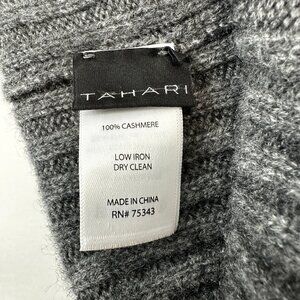 TAHARI
100% CASHMERE
LOW IRON
DRY CLEAN
MADE IN CHINA
RN# 75343